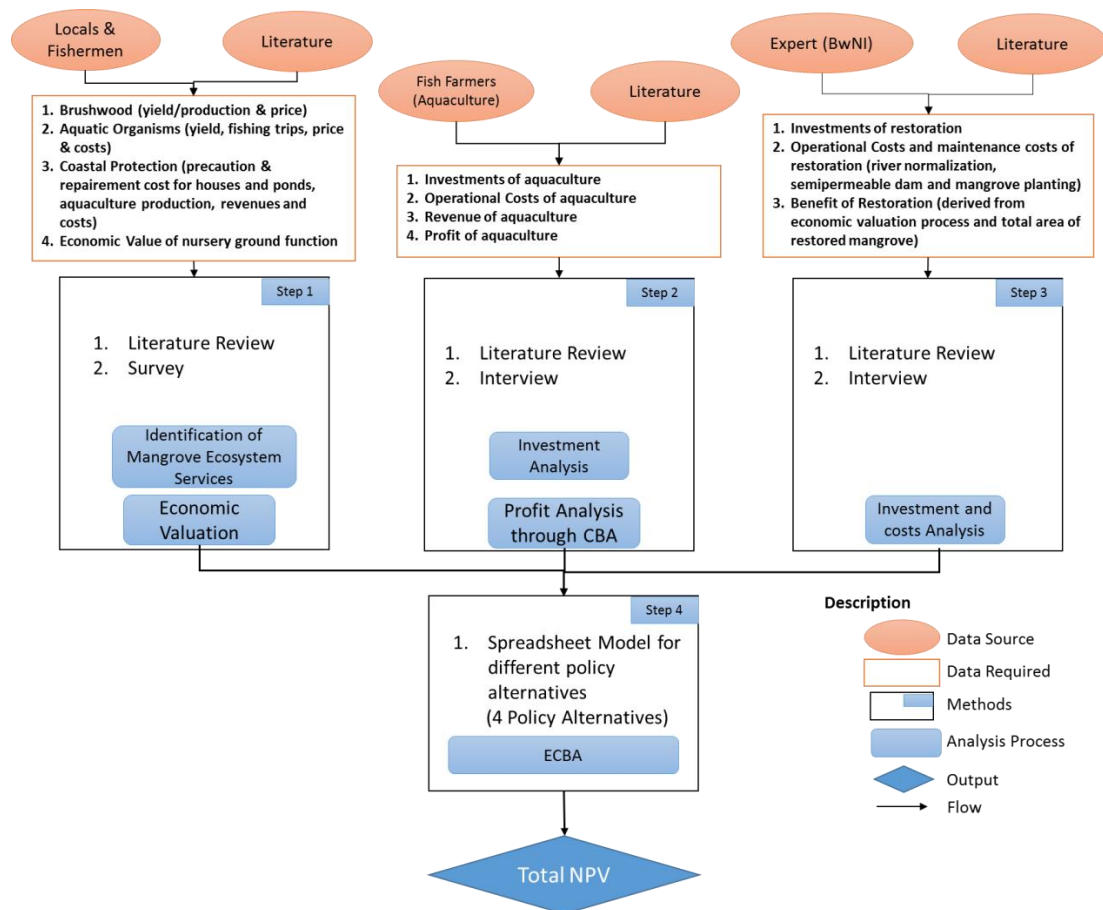 Locals &
Fishermen
Literature
Expert (BwNI)
Literature
Fish Farmers
(Aquaculture)
Literature
1. Brushwood (yield/production & price)
2. Aquatic Organisms (yield, fishing trips, price
& costs)
3. Coastal Protection (precaution &
repairement cost for houses and ponds,
aquaculture production, revenues and
costs)
4. Economic Value of nursery ground function
1. Investments of aquaculture
2. Operational Costs of aquaculture
3. Revenue of aquaculture
4. Profit of aquaculture
1. Investments of restoration
2. Operational Costs and maintenance costs of
restoration (river normalization,
semipermeable dam and mangrove planting)
3. Benefit of Restoration (derived from
economic valuation process and total area of
restored mangrove)
Step 1
1. Literature Review
2. Survey
Identification of
Mangrove Ecosystem
Services
Economic
Valuation
Step 2
1. Literature Review
2. Interview
Investment
Analysis
Profit Analysis
through CBA
Step 3
1. Literature Review
2. Interview
Investment and
costs Analysis
Step 4
1. Spreadsheet Model for
different policy
alternatives
(4 Policy Alternatives)
ECBA
Total NPV
Description
Data Source
Data Required
Methods
Analysis Process
Output
Flow